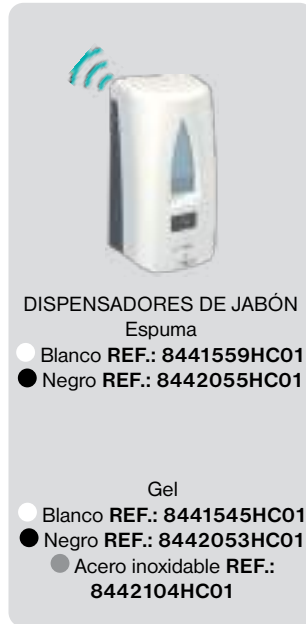 DISPENSADORES DE JABÓN
Espuma
Blanco REF.: 8441559HC01
Negro REF.: 8442055HC01
Gel
Blanco REF.: 8441545HC01
Negro REF.: 8442053HC01
Acero inoxidable REF.:
8442104HC01